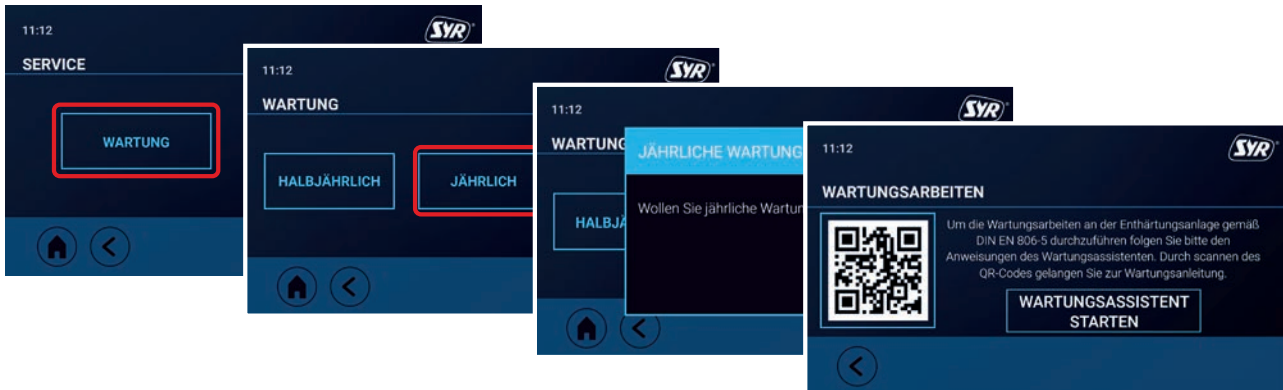 11:12
SYR®
SERVICE
WARTUNG
11:12
SYR®
WARTUNG
HALBJÄHRLICH
JÄHRLICH
11:12
SYR®
WARTUNG
JÄHRLICHE WARTUNG
Wollen Sie jährliche
11:12
SYR®
WARTUNGSARBEITEN
Um die Wartungsarbeiten an der Enthärtungsanlage gemäß
DIN EN 806-5 durchzuführen folgen Sie bitte den
Anweisungen des Wartungsassistenten. Durch scannen des
QR-Codes gelangen Sie zur Wartungsanleitung.
WARTUNGSASSISTENT
STARTEN